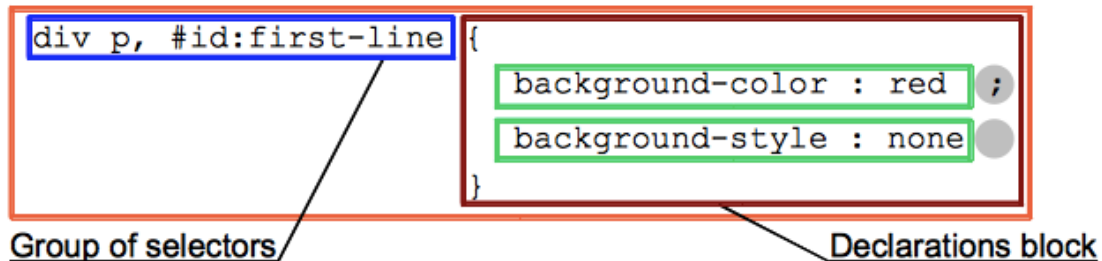 div p, #id:first-line {
background-color : red ;
background-style : none
}
Group of selectors
Declarations block